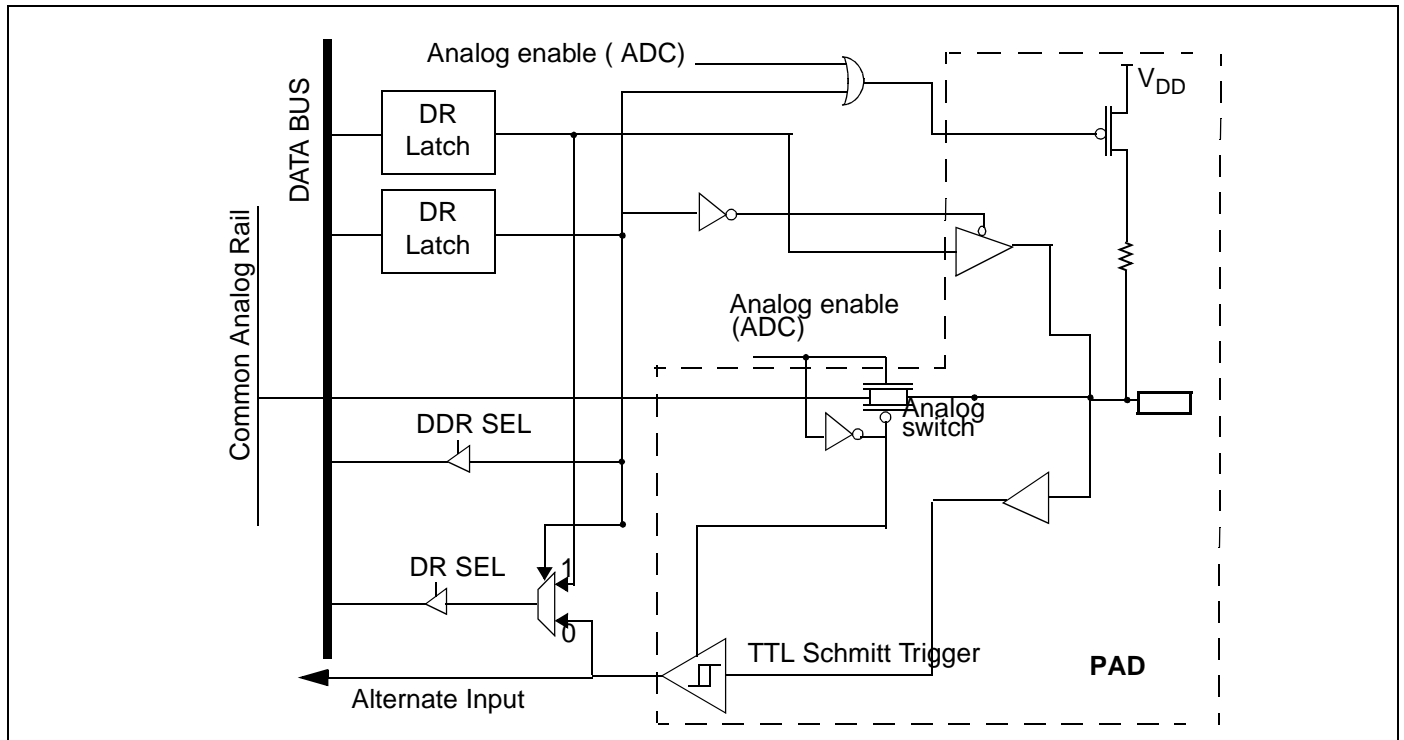 Analog enable ( ADC)
DATA BUS
DR
Latch
VDD
DR
Latch
Common Analog Rail
Analog enable
(ADC)
Analog
switch
DDR SEL
DR SEL
1
0
TTL Schmitt Trigger
PAD
Alternate Input